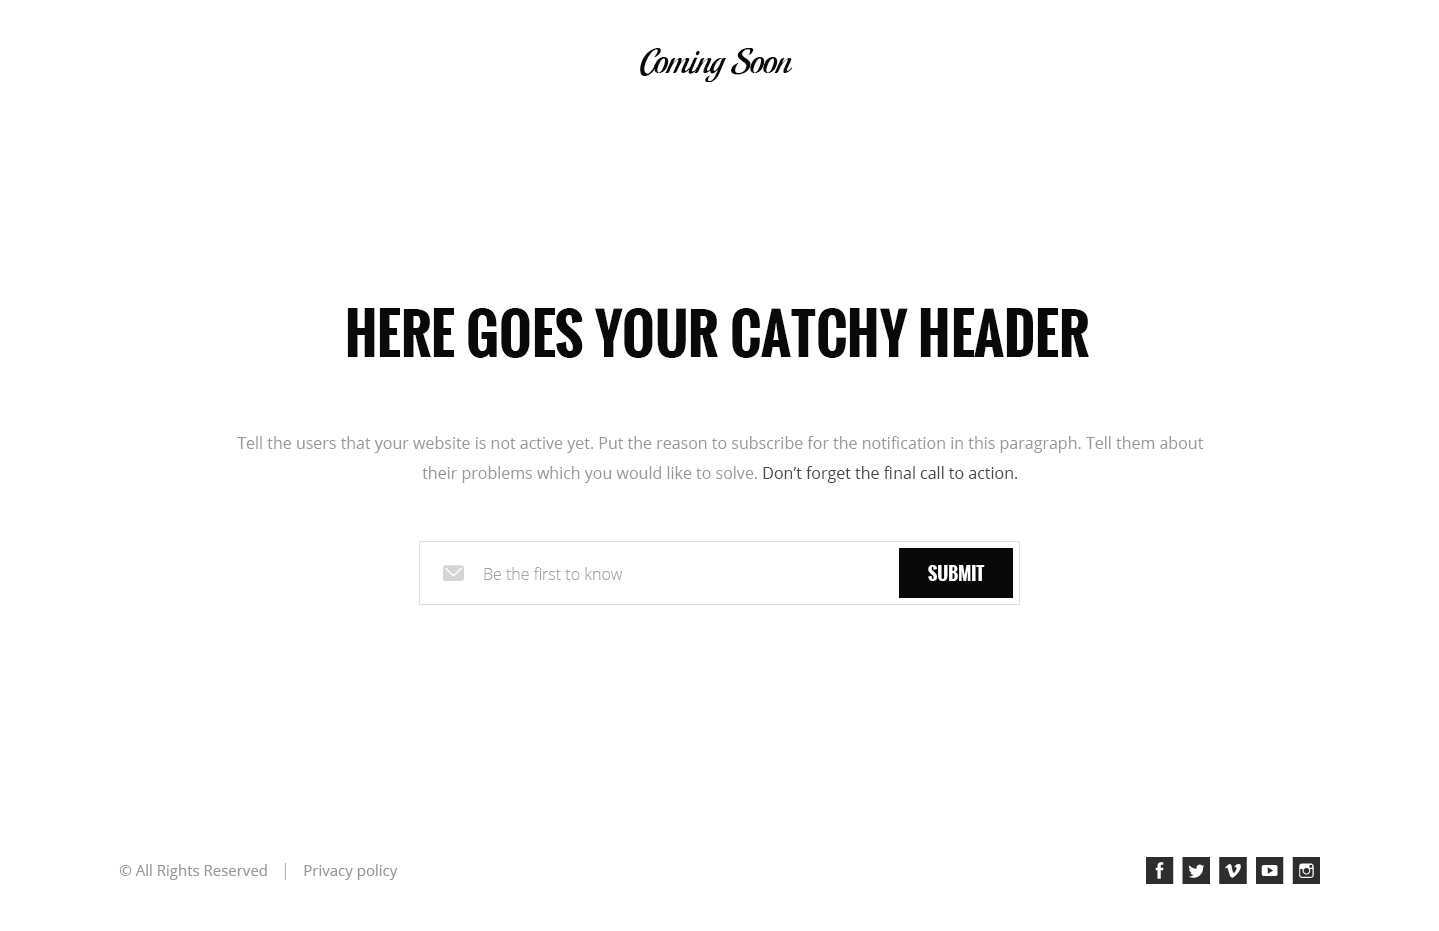 Coming Soon
HERE GOES YOUR CATCHY HEADER
Tell the users that your website is not active yet. Put the reason to subscribe for the notification in this paragraph. Tell them about
their problems which you would like to solve. Don’t forget the final call to action.
Be the first to know
SUBMIT
© All Rights Reserved | Privacy policy